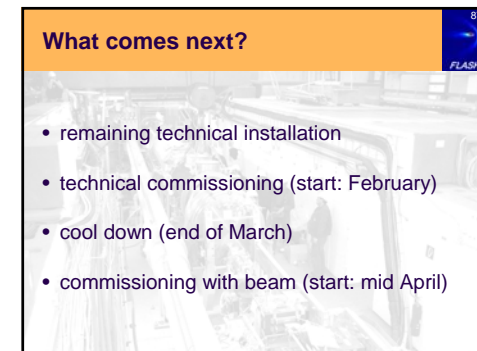 What comes next?
8
FLASH
• remaining technical installation
• technical commissioning (start: February)
• cool down (end of March)
• commissioning with beam (start: mid April)